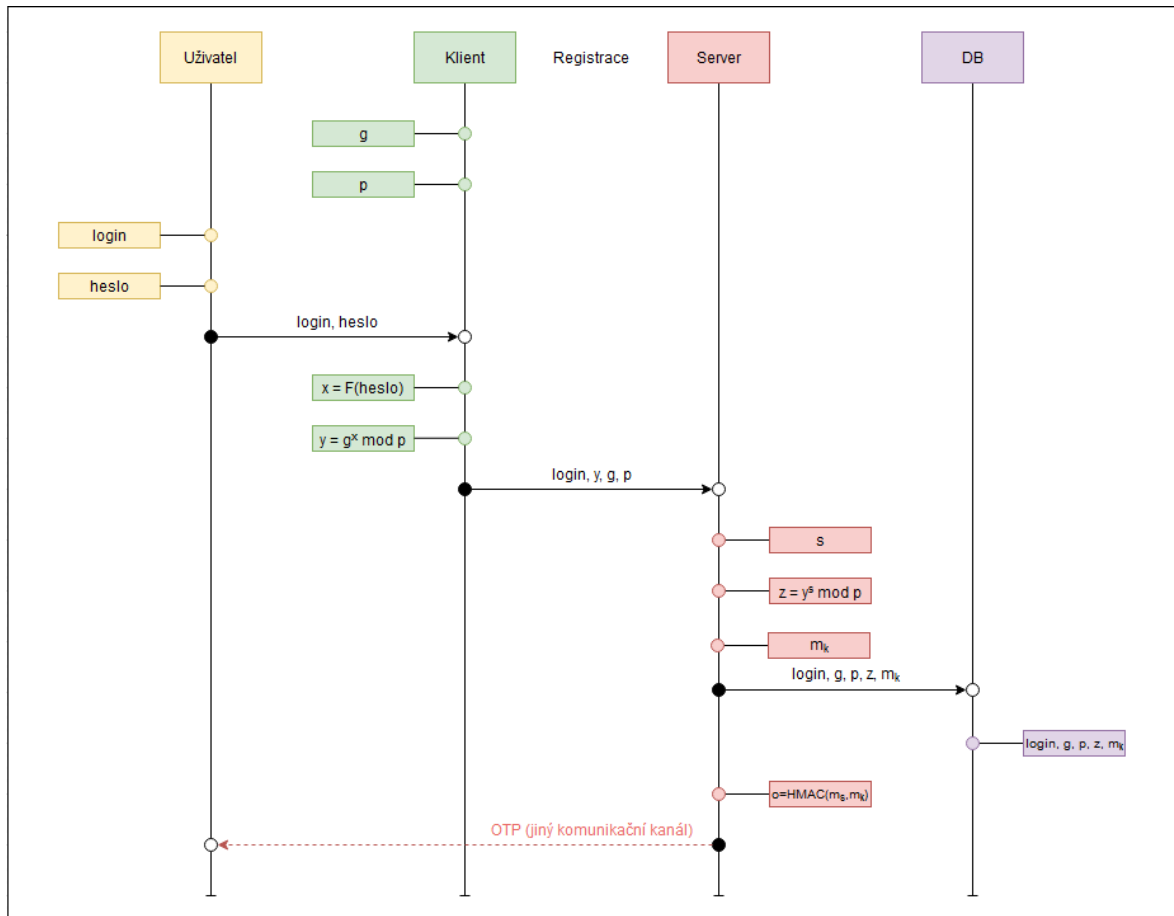 Uživatel
Klient
Registrace
Server
DB
g
p
login
heslo
login, heslo
x = F(heslo)
y = gˣ mod p
login, y, g, p
s
z = yˢ mod p
mₖ
login, g, p, z, mₖ
login, g, p, z, mₖ
o=HMAC(mₛ,mₖ)
OTP (jiný komunikační kanál)